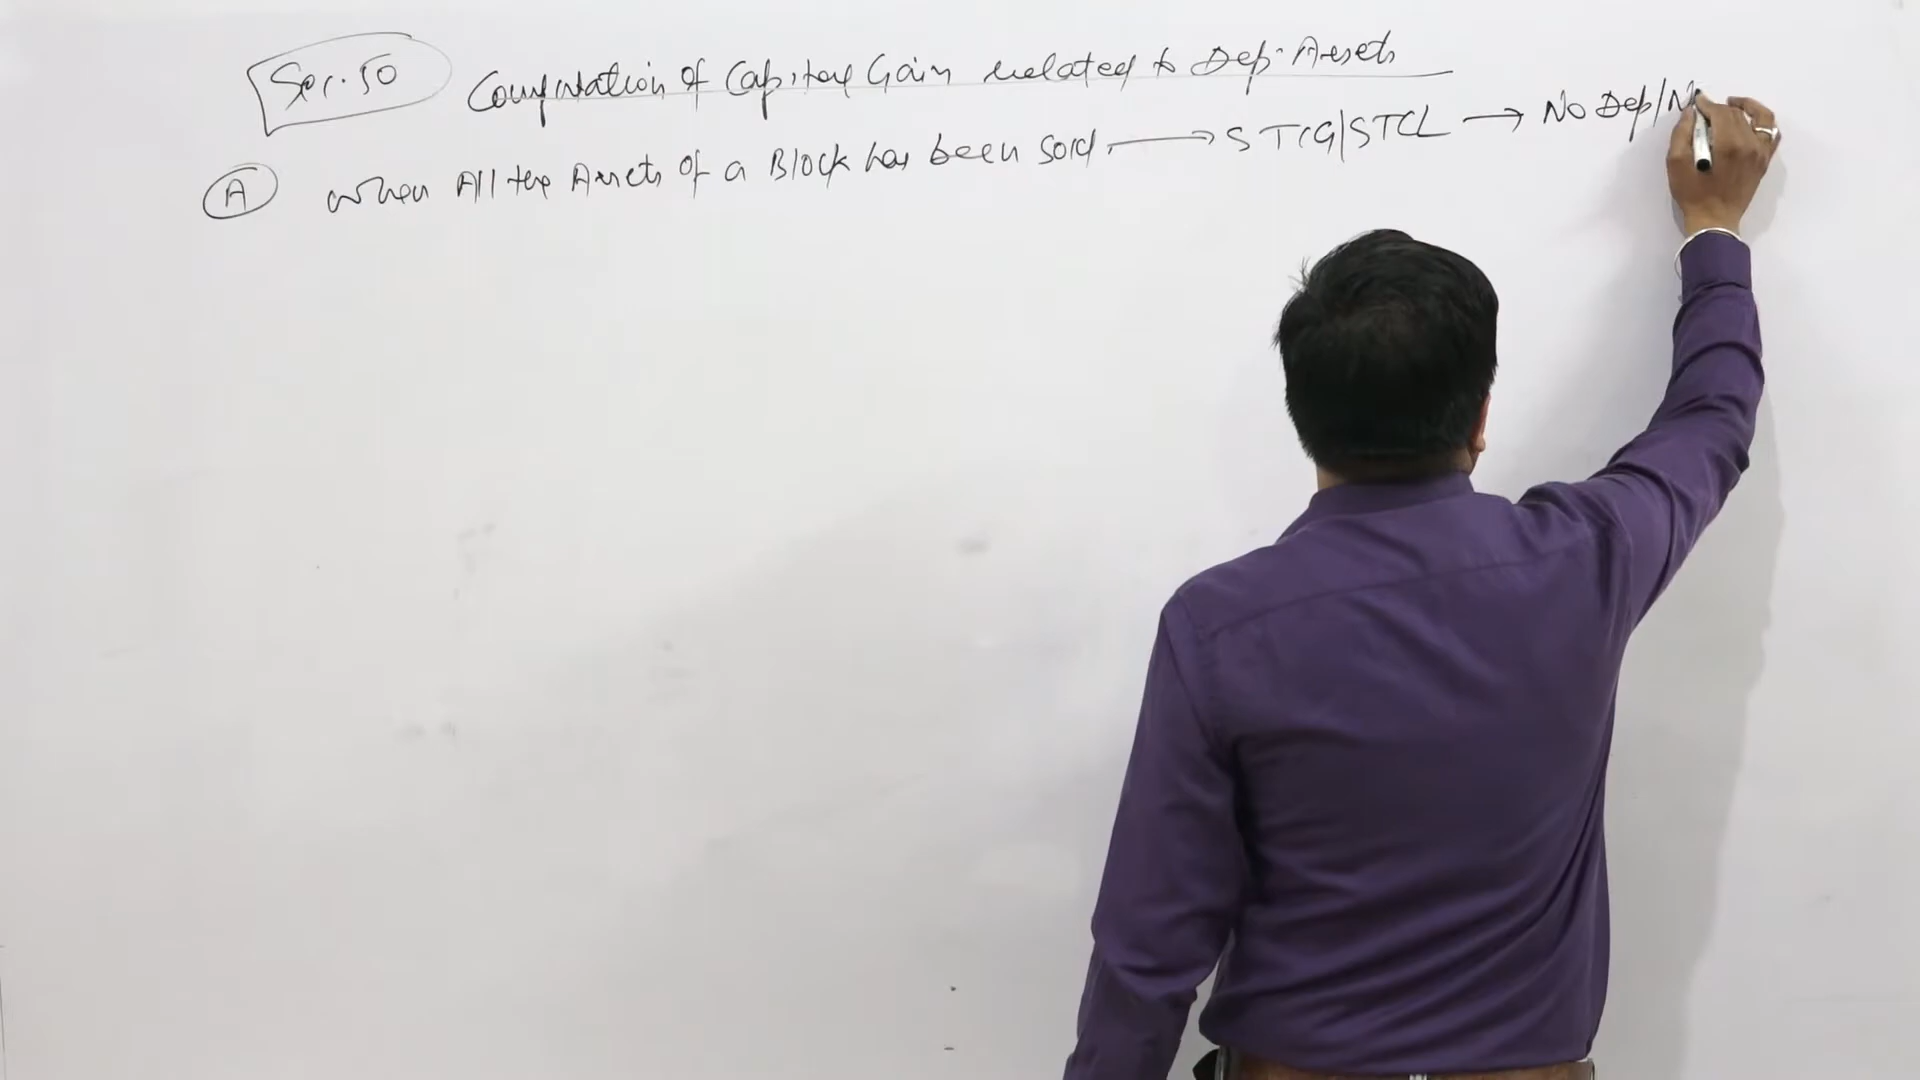 Sec. 50 Computation of Capital Gain related to Dep. Assets
A When All the Assets of a Block has been sold → STCG/STCL → No Dep/No